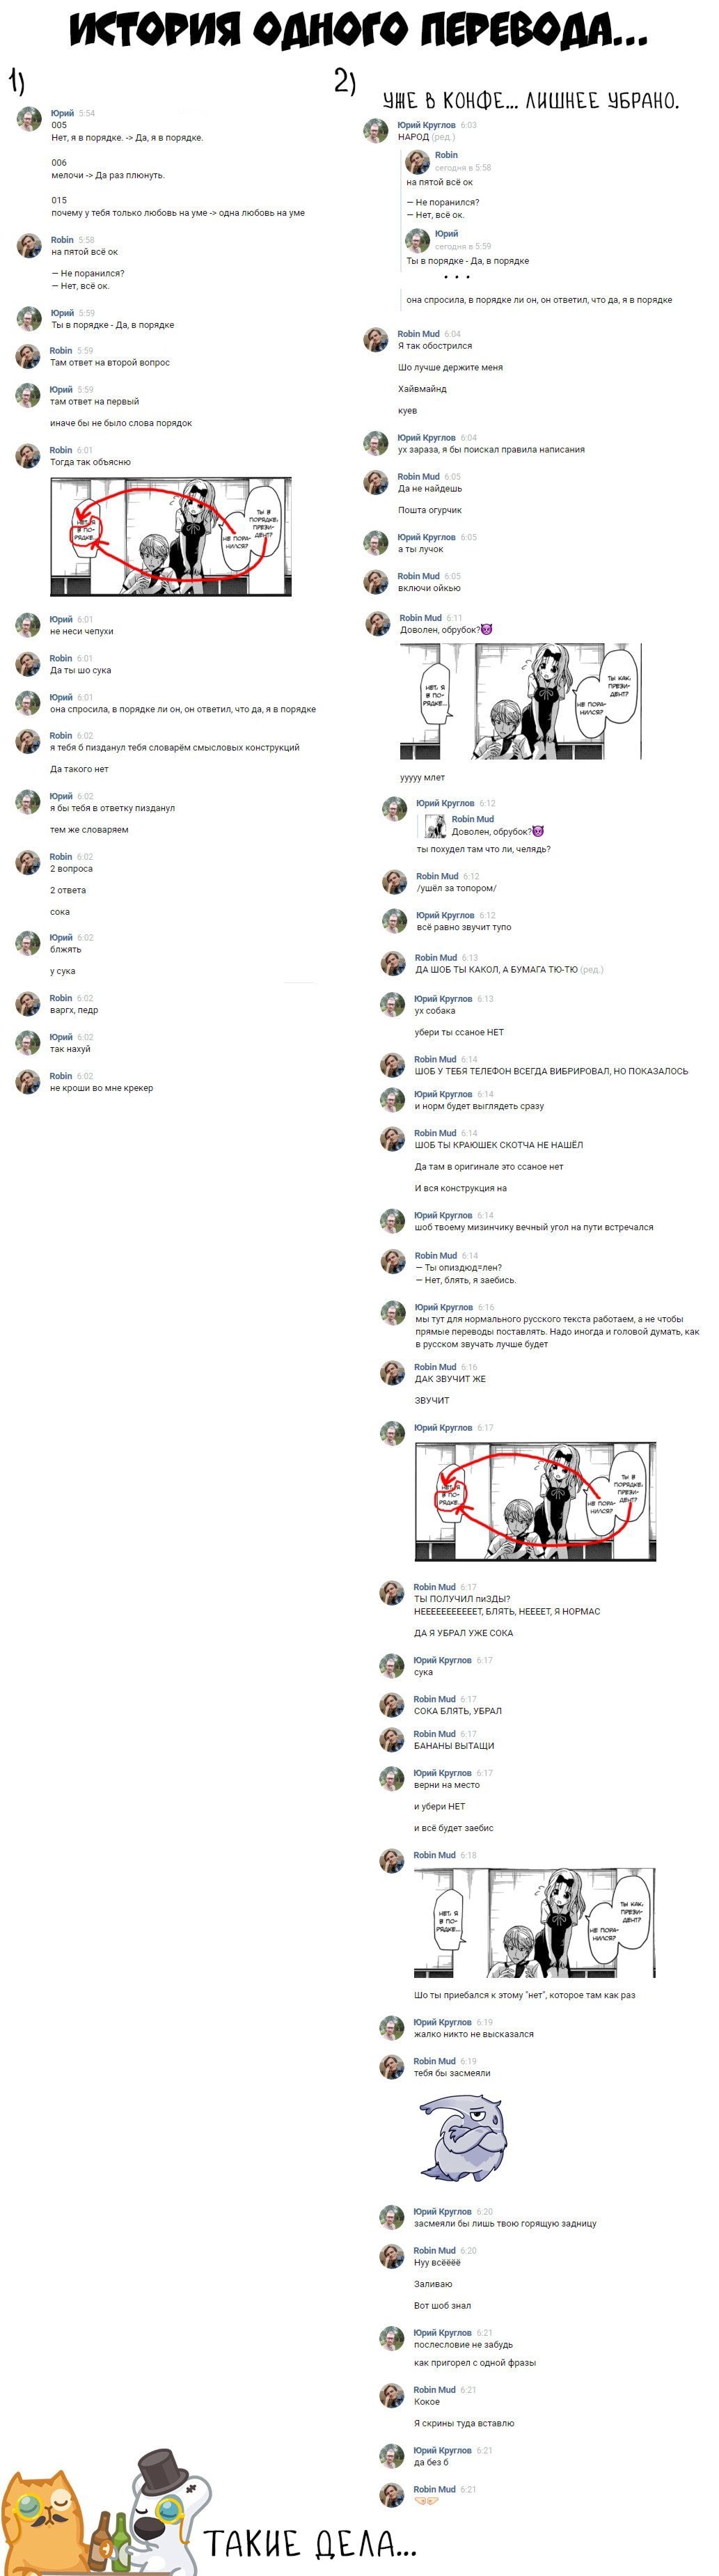 ИСТОРИЯ ОДНОГО ПЕРЕВОДА...
1)
Юрий 5:54
005
Нет, я в порядке. -> Да, я в порядке.
006
мелочи -> Да раз плюнуть.
015
почему у тебя только любовь на уме -> одна любовь на уме
Robin 5:58
на пятой всё ок
— Не поранился?
— Нет, всё ок.
Юрий 5:59
Ты в порядке - Да, в порядке
Robin 5:59
Там ответ на второй вопрос
Юрий 5:59
там ответ на первый
иначе бы не было слова порядок
Robin 6:01
Тогда так объясню
ТЫ В
ПОРЯДКЕ,
ПРЕЗИ-
ДЕНТ?
НЕ ПОРА-
НИЛСЯ?
НЕТ, Я
В ПО-
РЯДКЕ...
Юрий 6:01
не неси чепухи
Robin 6:01
Да ты шо сука
Юрий 6:01
она спросила, в порядке ли он, он ответил, что да, я в порядке
Robin 6:02
я тебя б пизданул тебя словарём смысловых конструкций
Да такого нет
Юрий 6:02
я бы тебя в ответку пизданул
тем же словаряем
Robin 6:02
2 вопроса
2 ответа
сока
Юрий 6:02
блжять
у сука
Robin 6:02
варгх, педр
Юрий 6:02
так нахуй
Robin 6:02
не кроши во мне крекер
2)
УЖЕ В КОНФЕ... ЛИШНЕЕ УБРАНО.
Юрий Круглов 6:03
НАРОД (ред.)
Robin
сегодня в 5:58
на пятой всё ок
— Не поранился?
— Нет, всё ок.
Юрий
сегодня в 5:59
Ты в порядке - Да, в порядке
• • •
она спросила, в порядке ли он, он ответил, что да, я в порядке
Robin Mud 6:04
Я так обострился
Шо лучше держите меня
Хайвмайнд
куев
Юрий Круглов 6:04
ух зараза, я бы поискал правила написания
Robin Mud 6:05
Да не найдешь
Пошта огурчик
Юрий Круглов 6:05
а ты лучок
Robin Mud 6:05
включи ойкью
Robin Mud 6:11
Доволен, обрубок?😈
ТЫ КАК,
ПРЕЗИ-
ДЕНТ?
НЕ ПОРА-
НИЛСЯ?
НЕТ, Я
В ПО-
РЯДКЕ...
ууууу млет
Юрий Круглов 6:12
Robin Mud
Доволен, обрубок?😈
ты похудел там что ли, челядь?
Robin Mud 6:12
/ушёл за топором/
Юрий Круглов 6:12
всё равно звучит тупо
Robin Mud 6:13
ДА ШОБ ТЫ КАКОЛ, А БУМАГА ТЮ-ТЮ (ред.)
Юрий Круглов 6:13
ух собака
убери ты ссаное НЕТ
Robin Mud 6:14
ШОБ У ТЕБЯ ТЕЛЕФОН ВСЕГДА ВИБРИРОВАЛ, НО ПОКАЗАЛОСЬ
Юрий Круглов 6:14
и норм будет выглядеть сразу
Robin Mud 6:14
ШОБ ТЫ КРАЮШЕК СКОТЧА НЕ НАШЁЛ
Да там в оригинале это ссаное нет
И вся конструкция на
Юрий Круглов 6:14
шоб твоему мизинчику вечный угол на пути встречался
Robin Mud 6:14
— Ты опиздюд=лен?
— Нет, блять, я заебись.
Юрий Круглов 6:16
мы тут для нормального русского текста работаем, а не чтобы
прямые переводы поставлять. Надо иногда и головой думать, как
в русском звучать лучше будет
Robin Mud 6:16
ДАК ЗВУЧИТ ЖЕ
ЗВУЧИТ
Юрий Круглов 6:17
ТЫ В
ПОРЯДКЕ,
ПРЕЗИ-
ДЕНТ?
НЕ ПОРА-
НИЛСЯ?
НЕТ, Я
В ПО-
РЯДКЕ...
Robin Mud 6:17
ТЫ ПОЛУЧИЛ пиЗДЫ?
НЕЕЕЕЕЕЕЕЕЕТ, БЛЯТЬ, НЕЕЕЕТ, Я НОРМАС
ДА Я УБРАЛ УЖЕ СОКА
Юрий Круглов 6:17
сука
Robin Mud 6:17
СОКА БЛЯТЬ, УБРАЛ
Robin Mud 6:17
БАНАНЫ ВЫТАЩИ
Юрий Круглов 6:17
верни на место
и убери НЕТ
и всё будет заебис
Robin Mud 6:18
ТЫ КАК,
ПРЕЗИ-
ДЕНТ?
НЕ ПОРА-
НИЛСЯ?
НЕТ, Я
В ПО-
РЯДКЕ...
Шо ты приебался к этому "нет", которое там как раз
Юрий Круглов 6:19
жалко никто не высказался
Robin Mud 6:19
тебя бы засмеяли
Юрий Круглов 6:20
засмеяли бы лишь твою горящую задницу
Robin Mud 6:20
Нуу всёёёё
Заливаю
Вот шоб знал
Юрий Круглов 6:21
послесловие не забудь
как пригорел с одной фразы
Robin Mud 6:21
Кокое
Я скрины туда вставлю
Юрий Круглов 6:21
да без б
Robin Mud 6:21
🤜🤛
ТАКИЕ ДЕЛА...